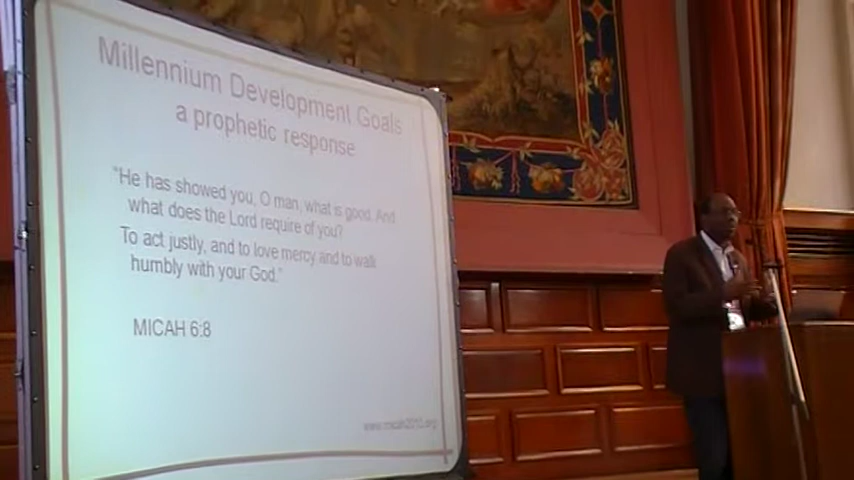 Millennium Development Goals
a prophetic response
"He has showed you, O man, what is good. And
what does the Lord require of you?
To act justly, and to love mercy and to walk
humbly with your God."
MICAH 6:8
www.micah2010.org